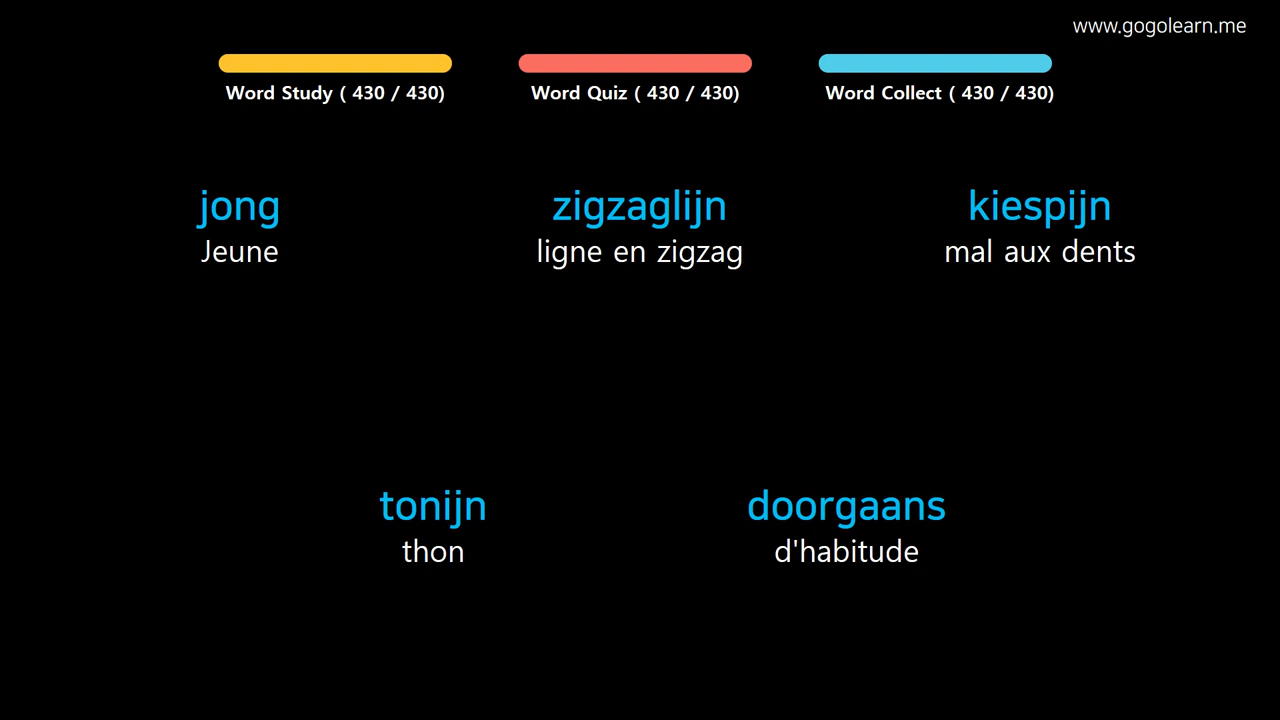 www.gogolearn.me
Word Study ( 430 / 430)
Word Quiz ( 430 / 430)
Word Collect ( 430 / 430)
jong
Jeune
zigzaglijn
ligne en zigzag
kiespijn
mal aux dents
tonijn
thon
doorgaans
d'habitude